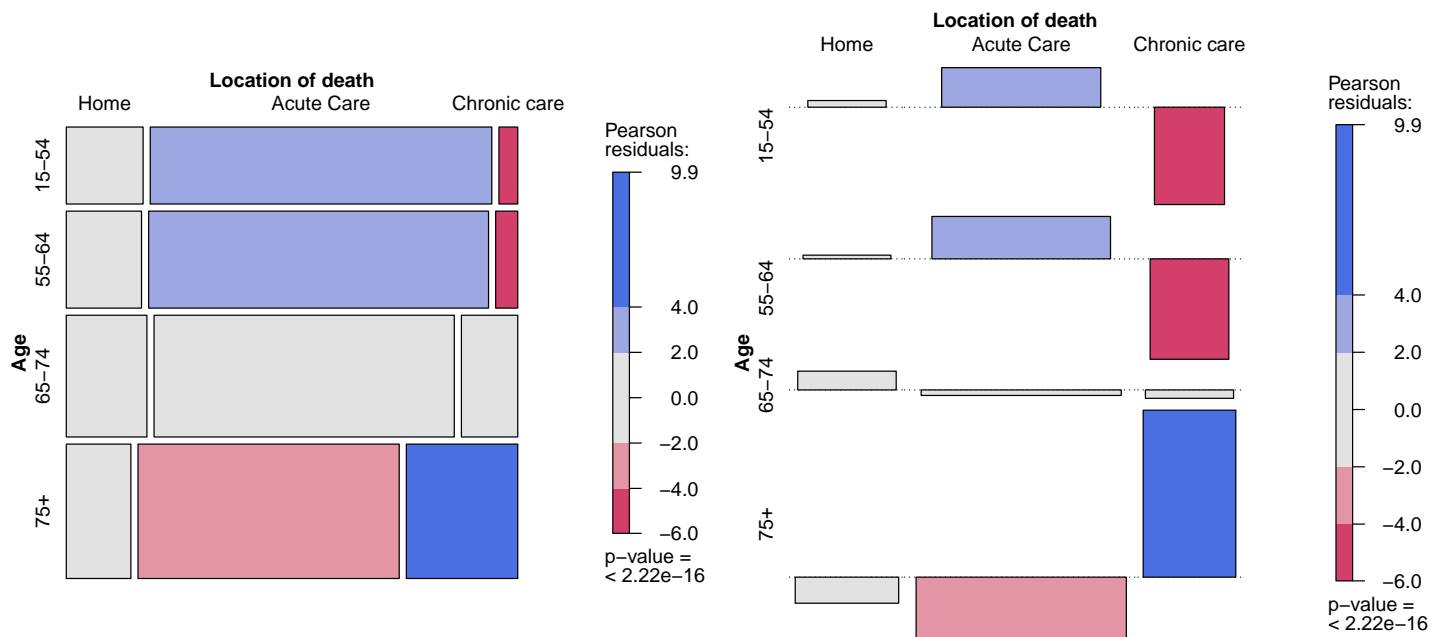 Location of death
Home Acute Care Chronic care
Age
15−54
55−64
65−74
75+
Pearson
residuals:
9.9
4.0
2.0
0.0
−2.0
−4.0
−6.0
p−value =
< 2.22e−16
Location of death
Home Acute Care Chronic care
Age
15−54
55−64
65−74
75+
Pearson
residuals:
9.9
4.0
2.0
0.0
−2.0
−4.0
−6.0
p−value =
< 2.22e−16